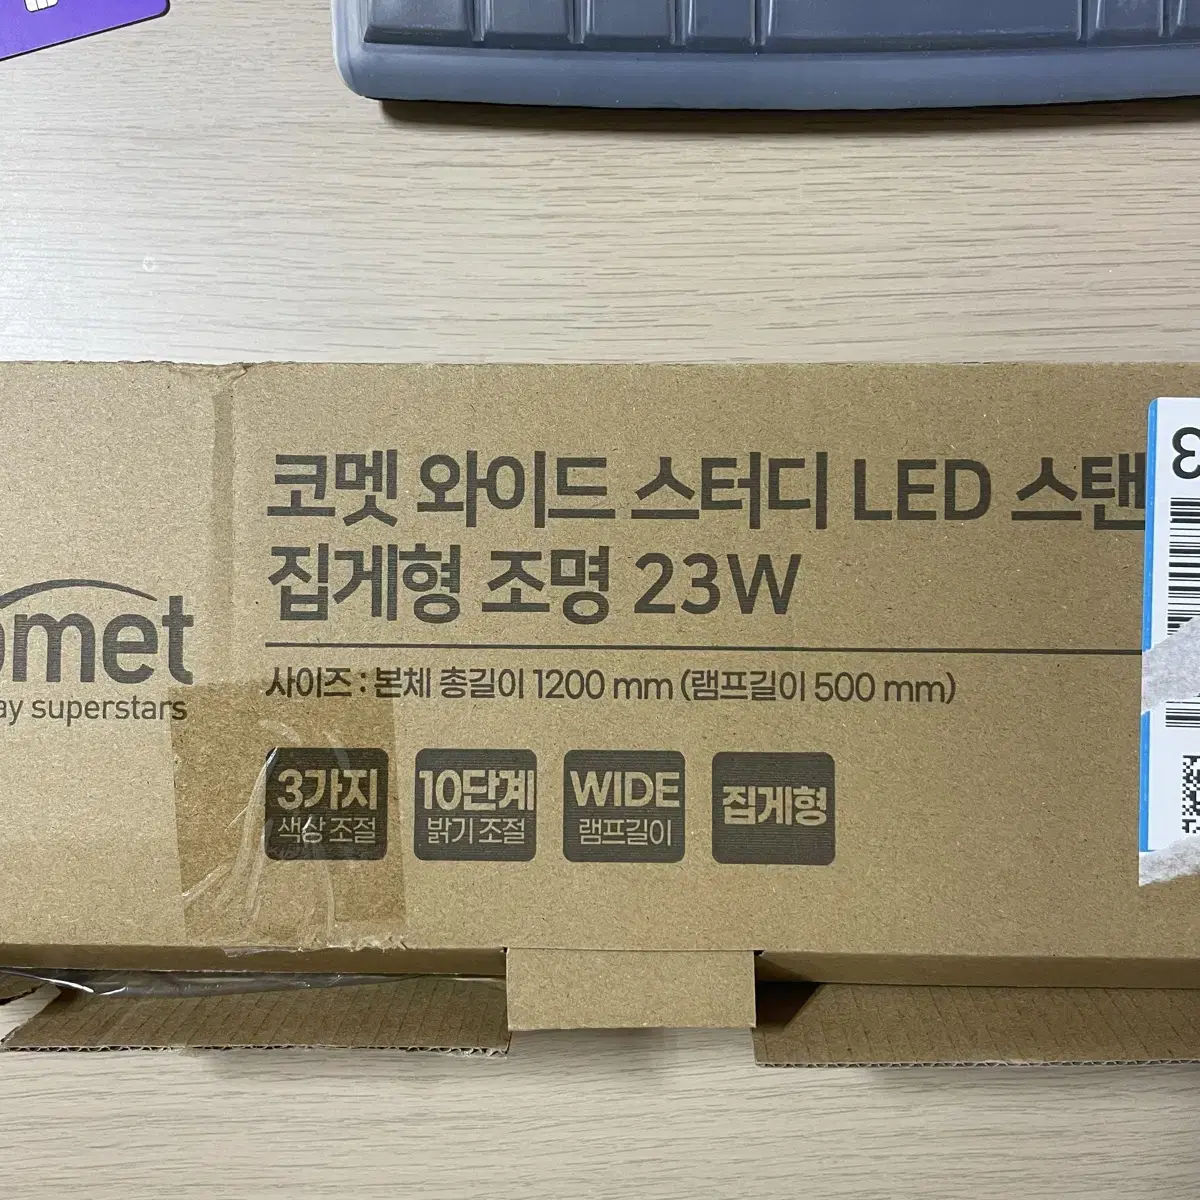 코멧 와이드 스터디 LED 스탠
집게형 조명 23W
omet
ay superstars
사이즈 : 본체 총길이 1200 mm (램프길이 500 mm)
3가지
색상 조절
10단계
밝기 조절
WIDE
램프길이
집게형
3